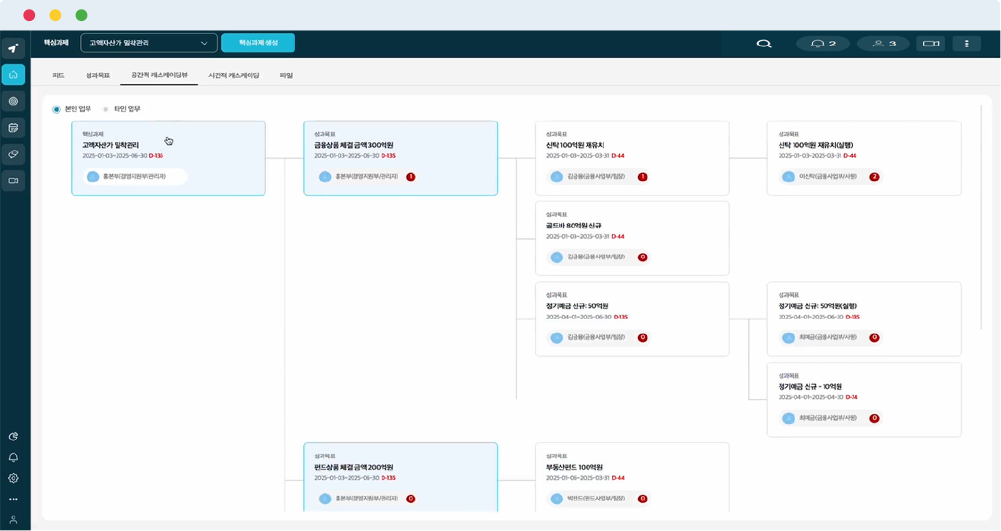 핵심과제
고액자산가 밀착관리
핵심과제 생성
2
3
피드
성과목표
공간적 캐스케이딩뷰
시간적 캐스케이딩
파일
본인 업무
타인 업무
핵심과제
고액자산가 밀착관리
2025-01-03~2025-06-30 D-135
홍본부(경영지원부/관리자)
성과목표
금융상품 체결 금액 300억원
2025-01-03~2025-06-30 D-135
홍본부(경영지원부/관리자) 1
성과목표
신탁 100억원 재유치
2025-01-03~2025-03-31 D-44
김금융(금융사업부/팀장) 1
성과목표
신탁 100억원 재유치(실행)
2025-01-03~2025-03-31 D-44
이신탁(금융사업부/사원) 2
성과목표
골드바 80억원 신규
2025-01-03~2025-03-31 D-44
김금융(금융사업부/팀장) 0
성과목표
정기예금 신규: 50억원
2025-04-01~2025-06-30 D-135
김금융(금융사업부/팀장) 0
성과목표
정기예금 신규: 50억원(실행)
2025-04-01~2025-06-30 D-135
최예금(금융사업부/사원) 0
성과목표
정기예금 신규 - 10억원
2025-04-01~2025-04-30 D-74
최예금(금융사업부/사원) 0
성과목표
펀드상품 체결 금액 200억원
2025-01-03~2025-06-30 D-135
홍본부(경영지원부/관리자) 0
성과목표
부동산펀드 100억원
2025-01-06~2025-03-31 D-44
박펀드(펀드사업부/팀장) 0